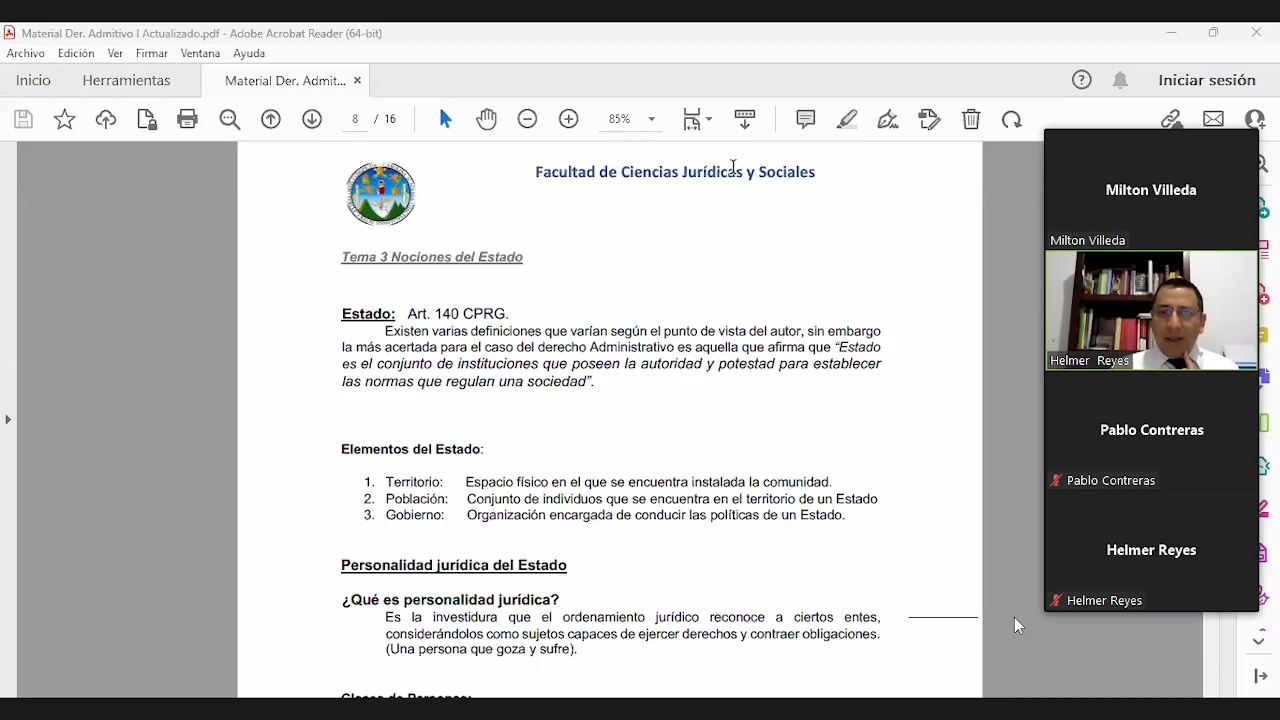 Material Der. Admitivo I Actualizado.pdf - Adobe Acrobat Reader (64-bit)
Archivo Edición Ver Firmar Ventana Ayuda
Inicio Herramientas Material Der. Admit... × Iniciar sesión
8 / 16 85%
Facultad de Ciencias Jurídicas y Sociales
Tema 3 Nociones del Estado
Estado: Art. 140 CPRG.
Existen varias definiciones que varían según el punto de vista del autor, sin embargo
la más acertada para el caso del derecho Administrativo es aquella que afirma que “Estado
es el conjunto de instituciones que poseen la autoridad y potestad para establecer
las normas que regulan una sociedad”.
Elementos del Estado:
1. Territorio: Espacio físico en el que se encuentra instalada la comunidad.
2. Población: Conjunto de individuos que se encuentra en el territorio de un Estado
3. Gobierno: Organización encargada de conducir las políticas de un Estado.
Personalidad jurídica del Estado
¿Qué es personalidad jurídica?
Es la investidura que el ordenamiento jurídico reconoce a ciertos entes,
considerándolos como sujetos capaces de ejercer derechos y contraer obligaciones.
(Una persona que goza y sufre).
Clases de Personas:
Milton Villeda
Milton Villeda
Helmer Reyes
Pablo Contreras
Pablo Contreras
Helmer Reyes
Helmer Reyes